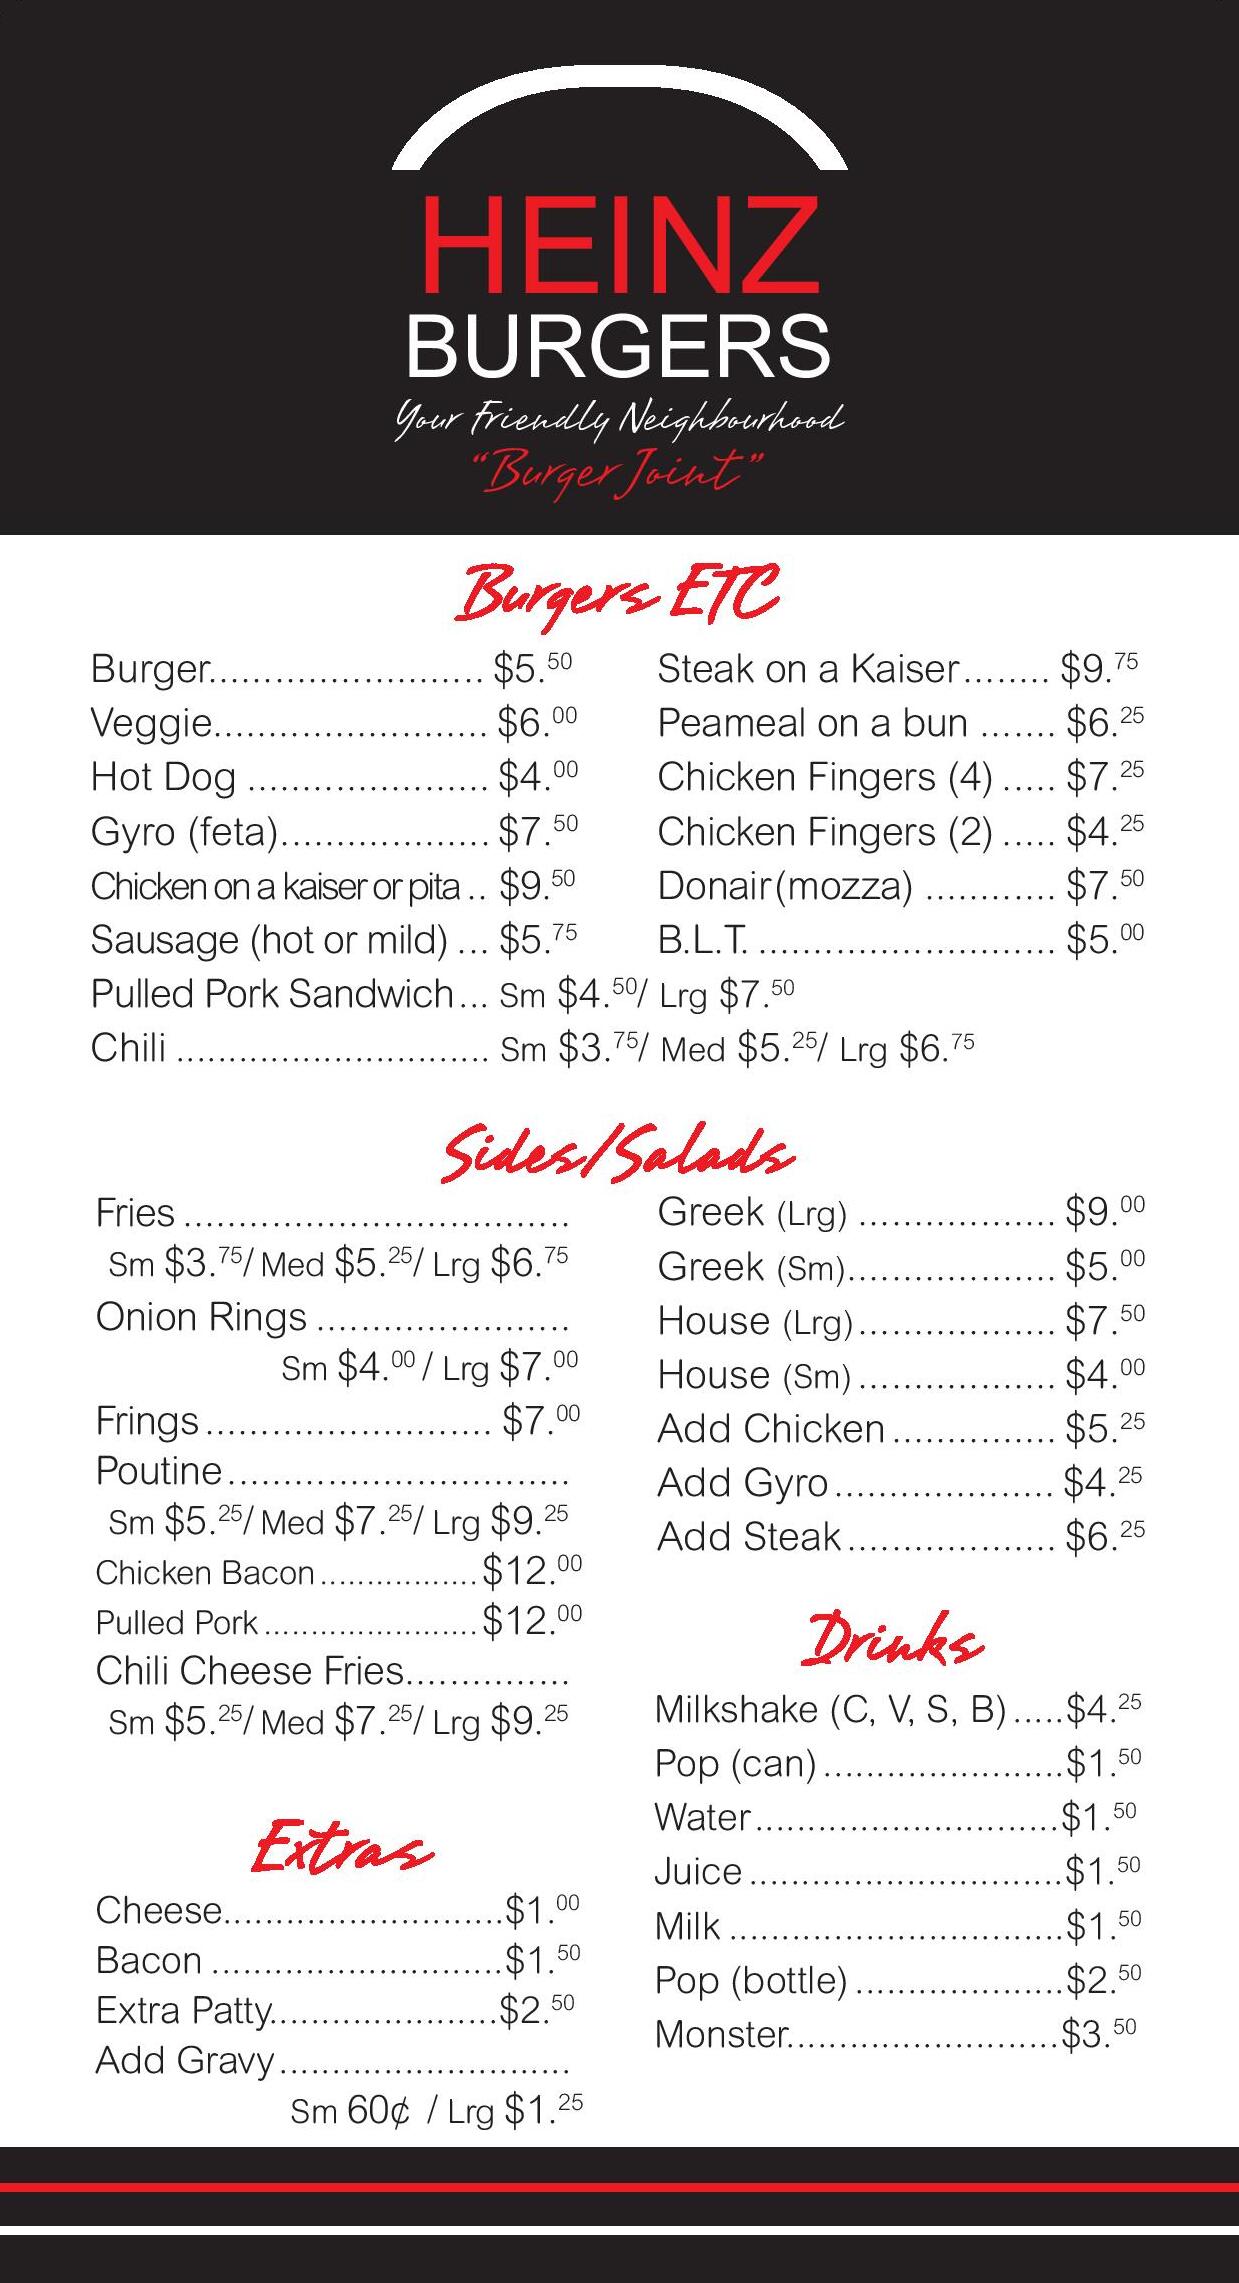 HEINZ
BURGERS
Your Friendly Neighbourhood
"Burger Joint"
Burgers ETC
Burger......................... $5.50
Veggie......................... $6.00
Hot Dog ...................... $4.00
Gyro (feta)................... $7.50
Chicken on a kaiser or pita .. $9.50
Sausage (hot or mild) ... $5.75
Steak on a Kaiser........ $9.75
Peameal on a bun ....... $6.25
Chicken Fingers (4) ..... $7.25
Chicken Fingers (2) ..... $4.25
Donair(mozza) ............ $7.50
B.L.T. ........................... $5.00
Pulled Pork Sandwich... Sm $4.50/ Lrg $7.50
Chili ............................. Sm $3.75/ Med $5.25/ Lrg $6.75
Sides/Salads
Fries ...................................
Sm $3.75/ Med $5.25/ Lrg $6.75
Onion Rings .......................
Sm $4.00 / Lrg $7.00
Frings .......................... $7.00
Poutine...............................
Sm $5.25/ Med $7.25/ Lrg $9.25
Chicken Bacon.................$12.00
Pulled Pork.......................$12.00
Chili Cheese Fries...............
Sm $5.25/ Med $7.25/ Lrg $9.25
Greek (Lrg) .................. $9.00
Greek (Sm)................... $5.00
House (Lrg).................. $7.50
House (Sm).................. $4.00
Add Chicken............... $5.25
Add Gyro.................... $4.25
Add Steak................... $6.25
Extras
Cheese..........................$1.00
Bacon ...........................$1.50
Extra Patty.....................$2.50
Add Gravy...........................
Sm 60¢ / Lrg $1.25
Drinks
Milkshake (C, V, S, B).....$4.25
Pop (can)......................$1.50
Water............................$1.50
Juice.............................$1.50
Milk ...............................$1.50
Pop (bottle)...................$2.50
Monster.........................$3.50